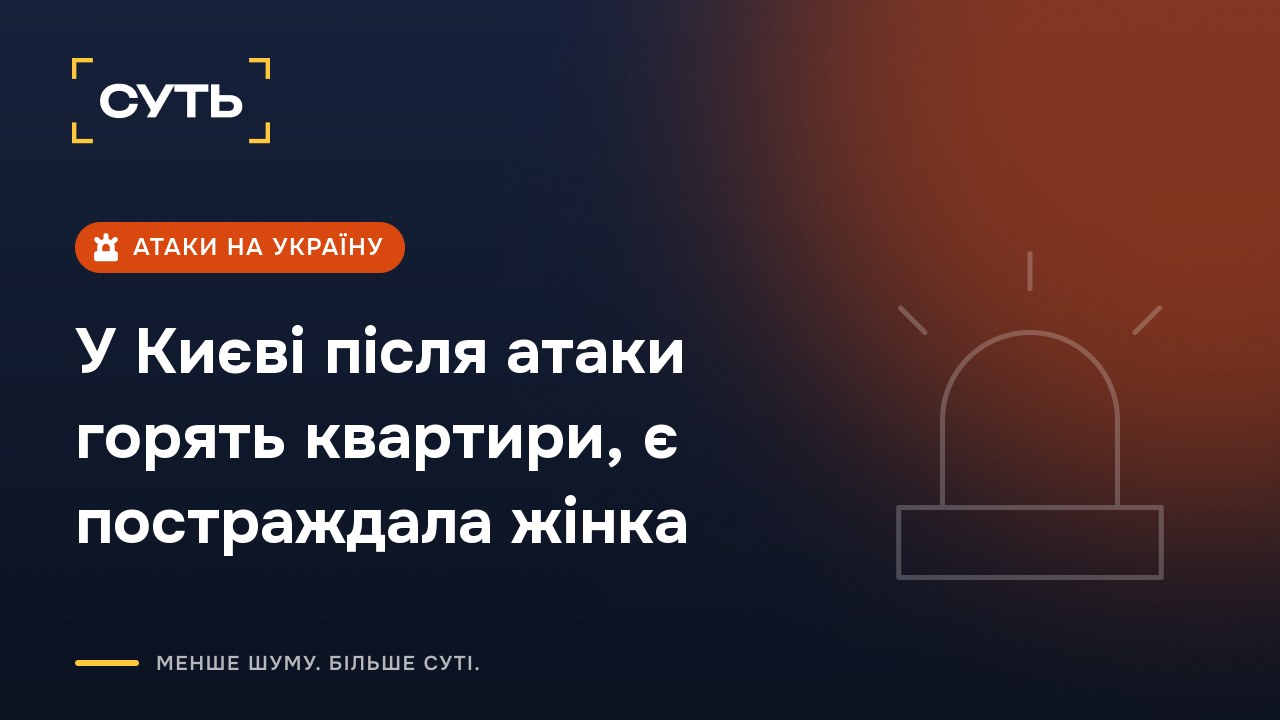 СУТЬ
АТАКИ НА УКРАЇНУ
У Києві після атаки
горять квартири, є
постраждала жінка
МЕНШЕ ШУМУ. БІЛЬШЕ СУТІ.